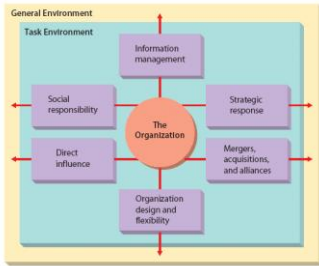 General Environment
Task Environment
Information
management
Social
responsibility
Strategic
response
The
Organization
Direct
influence
Mergers,
acquisitions,
and alliances
Organization
design and
flexibility